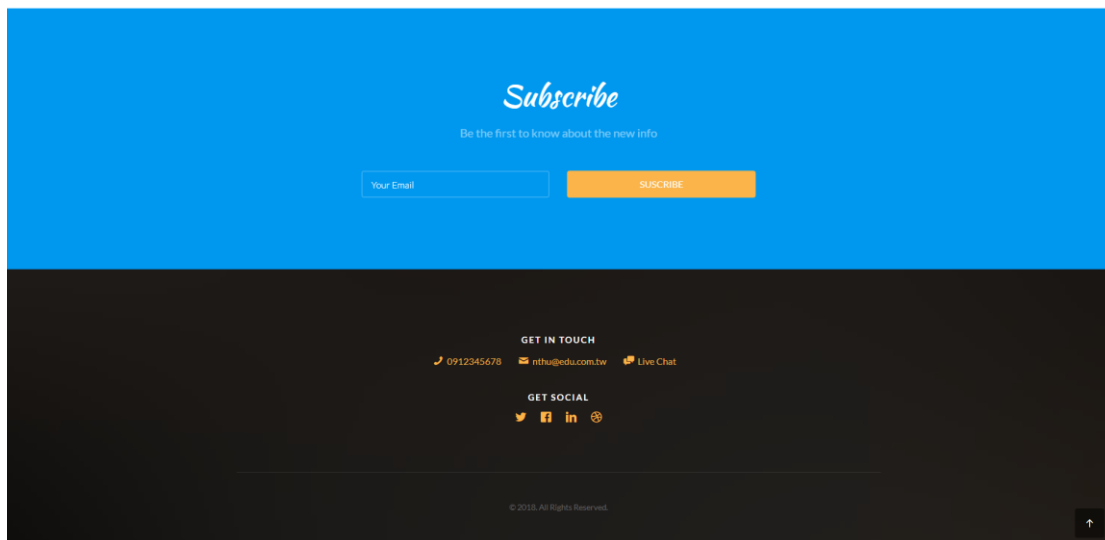 Subscribe
Be the first to know about the new info
Your Email SUSCRIBE
GET IN TOUCH
0912345678 nthu@edu.com.tw Live Chat
GET SOCIAL
© 2018. All Rights Reserved.